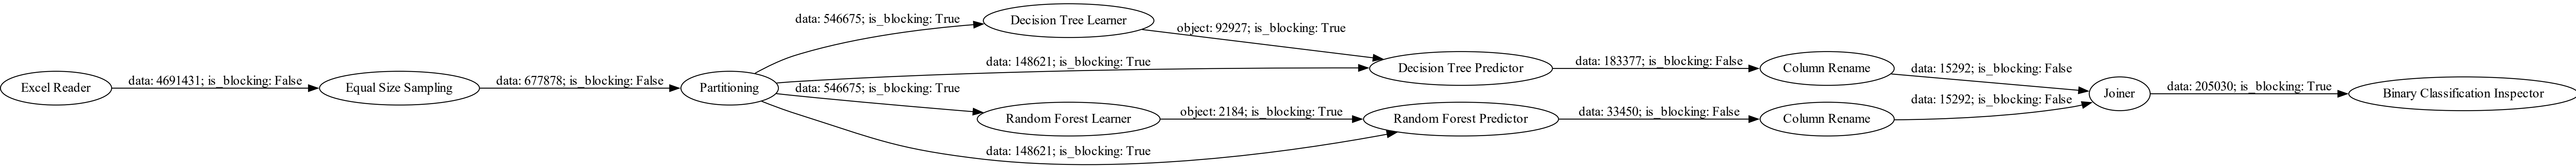 Excel Reader
data: 4691431; is_blocking: False
Equal Size Sampling
data: 677878; is_blocking: False
Partitioning
data: 546675; is_blocking: True
Decision Tree Learner
object: 92927; is_blocking: True
data: 148621; is_blocking: True
Decision Tree Predictor
data: 183377; is_blocking: False
Column Rename
data: 15292; is_blocking: False
data: 546675; is_blocking: True
Random Forest Learner
object: 2184; is_blocking: True
data: 148621; is_blocking: True
Random Forest Predictor
data: 33450; is_blocking: False
Column Rename
data: 15292; is_blocking: False
Joiner
data: 205030; is_blocking: True
Binary Classification Inspector